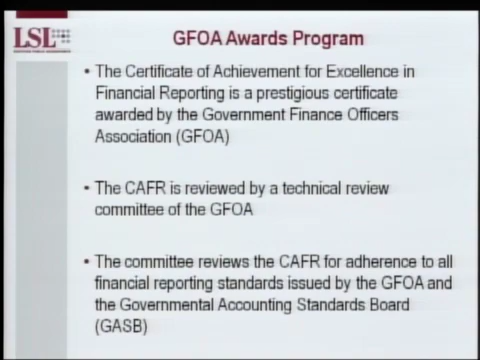 LSL
GFOA Awards Program
• The Certificate of Achievement for Excellence in
Financial Reporting is a prestigious certificate
awarded by the Government Finance Officers
Association (GFOA)
• The CAFR is reviewed by a technical review
committee of the GFOA
• The committee reviews the CAFR for adherence to all
financial reporting standards issued by the GFOA and
the Governmental Accounting Standards Board
(GASB)